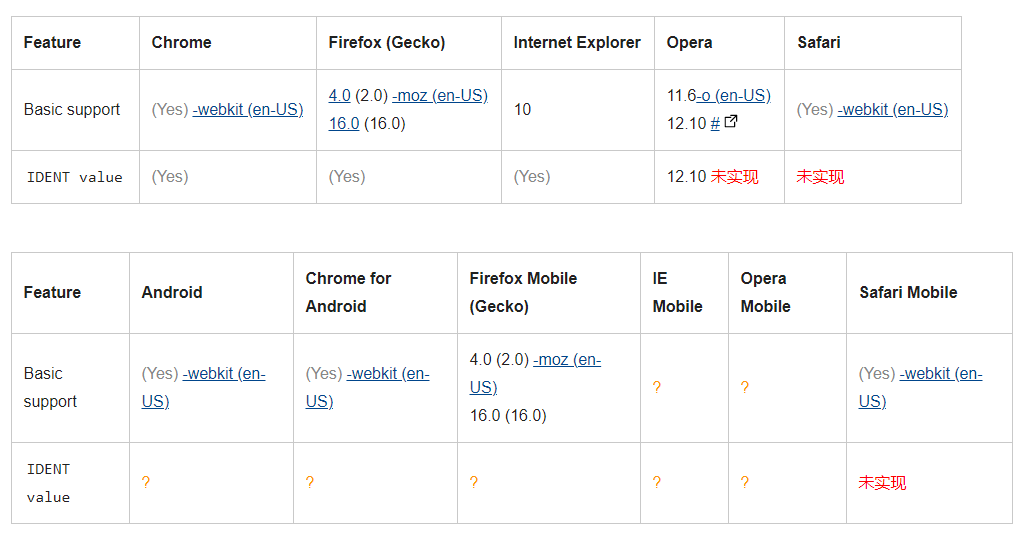 Feature Chrome Firefox (Gecko) Internet Explorer Opera Safari
Basic support (Yes) -webkit (en-US) 4.0 (2.0) -moz (en-US) 10 11.6-o (en-US) (Yes) -webkit (en-US)
16.0 (16.0) 12.10 #
IDENT value (Yes) (Yes) (Yes) 12.10 未实现 未实现
Feature Android Chrome for Firefox Mobile IE Opera Safari Mobile
Android (Gecko) Mobile Mobile
Basic (Yes) -webkit (en- (Yes) -webkit (en- 4.0 (2.0) -moz (en- ? ? (Yes) -webkit (en-
support US) US) US) US)
16.0 (16.0)
IDENT ? ? ? ? ? 未实现
value